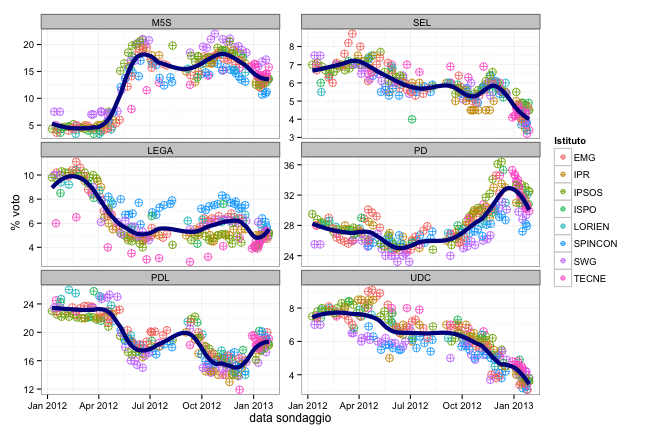 M5S
SEL
20
15
10
5
8
7
6
5
4
3
LEGA
PD
10
8
6
4
36
32
28
24
PDL
UDC
24
21
18
15
12
8
6
4
Jan 2012 Apr 2012 Jul 2012 Oct 2012 Jan 2013
Jan 2012 Apr 2012 Jul 2012 Oct 2012 Jan 2013
data sondaggio
% voto
Istituto
EMG
IPR
IPSOS
ISPO
LORIEN
SPINCON
SWG
TECNE